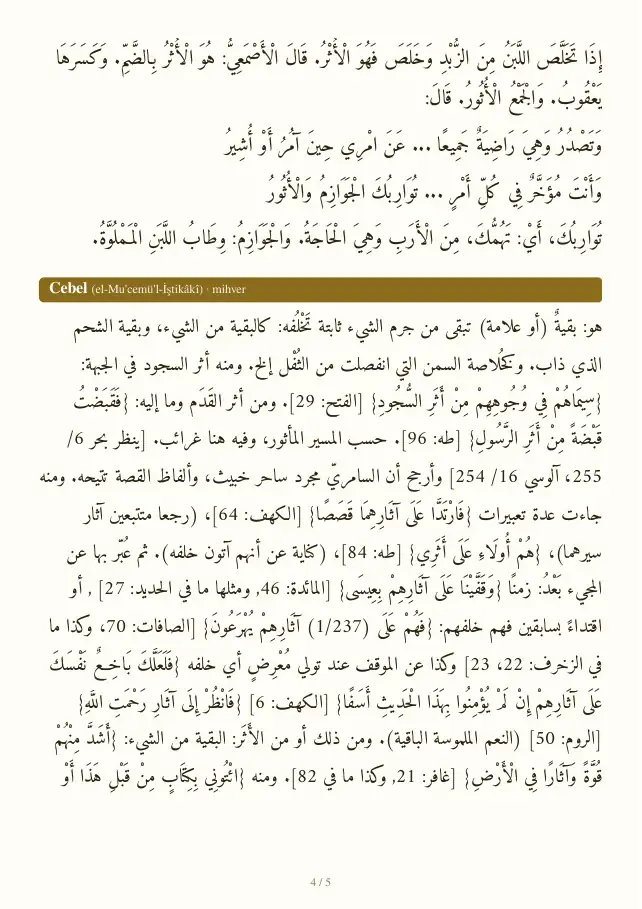 إِذَا تَخَلَّصَ اللَّبَنُ مِنَ الزُّبْدِ وَخَلَصَ فَهُوَ الْأَثْرُ. قَالَ الْأَصْمَعِيُّ: هُوَ الْأُثْرُ بِالضَّمِّ. وَكَسَرَهَا
يَعْقُوبُ. وَالْجَمْعُ الْأُثُورُ. قَالَ:
وَتَصْدُرُ وَهِيَ رَاضِيَةٌ جَمِيعًا ... عَنَ امْرِي حِينَ آمُرُ أَوْ أُشِيرُ
وَأَنْتَ مُؤَخَّرٌ فِي كُلِّ أَمْرٍ ... تُوَارِبُكَ الْجَوَازِمُ وَالْأُثُورُ
تُوَارِبُكَ، أَيْ: تَهُمُّكَ، مِنَ الْأَرَبِ وَهِيَ الْحَاجَةُ. وَالْجَوَازِمُ: وِطَابُ اللَّبَنِ الْمَمْلُوَّةُ.
Cebel (el-Mu'cemü'l-İştikâkî) · mihver
هو: بقيةٌ (أو علامة) تبقى من جرم الشيء ثابتة تَخْلُفه: كالبقية من الشيء، وبقية الشحم
الذي ذاب. وكخُلاصة السمن التي انفصلت من الثُفْل إلخ. ومنه أثر السجود في الجبهة:
{سِيمَاهُمْ فِي وُجُوهِهِمْ مِنْ أَثَرِ السُّجُودِ} [الفتح: 29]. ومن أثر القَدَم وما إليه: {فَقَبَضْتُ
قَبْضَةً مِنْ أَثَرِ الرَّسُولِ} [طه: 96]. حسب المسير المأثور، وفيه هنا غرائب. [ينظر بحر 6/
255، آلوسي 16/ 254] وأرجح أن السامريّ مجرد ساحر خبيث، وألفاظ القصة تتيحه. ومنه
جاءت عدة تعبيرات {فَارْتَدَّا عَلَى آثَارِهِمَا قَصَصًا} [الكهف: 64]، (رجعا متتبعين آثار
سيرهما)، {هُمْ أُولَاءِ عَلَى أَثَرِي} [طه: 84]، (كناية عن أنهم آتون خلفه). ثم عُبّر بها عن
المجيء بَعْدُ: زمنًا {وَقَفَّيْنَا عَلَى آثَارِهِمْ بِعِيسَى} [المائدة: 46, ومثلها ما في الحديد: 27] , أو
اقتداءً بسابقين فهم خلفهم: {فَهُمْ عَلَى (1/237) آثَارِهِمْ يُهْرَعُونَ} [الصافات: 70، وكذا ما
في الزخرف: 22، 23] وكذا عن الموقف عند تولي مُعْرِضٍ أي خلفه {فَلَعَلَّكَ بَاخِعٌ نَفْسَكَ
عَلَى آثَارِهِمْ إِنْ لَمْ يُؤْمِنُوا بِهَذَا الْحَدِيثِ أَسَفًا} [الكهف: 6] {فَانْظُرْ إِلَى آثَارِ رَحْمَتِ اللَّهِ}
[الروم: 50] (النعم الملموسة الباقية). ومن ذلك أو من الأَثَر: البقية من الشيء: {أَشَدَّ مِنْهُمْ
قُوَّةً وَآثَارًا فِي الْأَرْضِ} [غافر: 21, وكذا ما في 82]. ومنه {ائْتُونِي بِكِتَابٍ مِنْ قَبْلِ هَذَا أَوْ
4 / 5